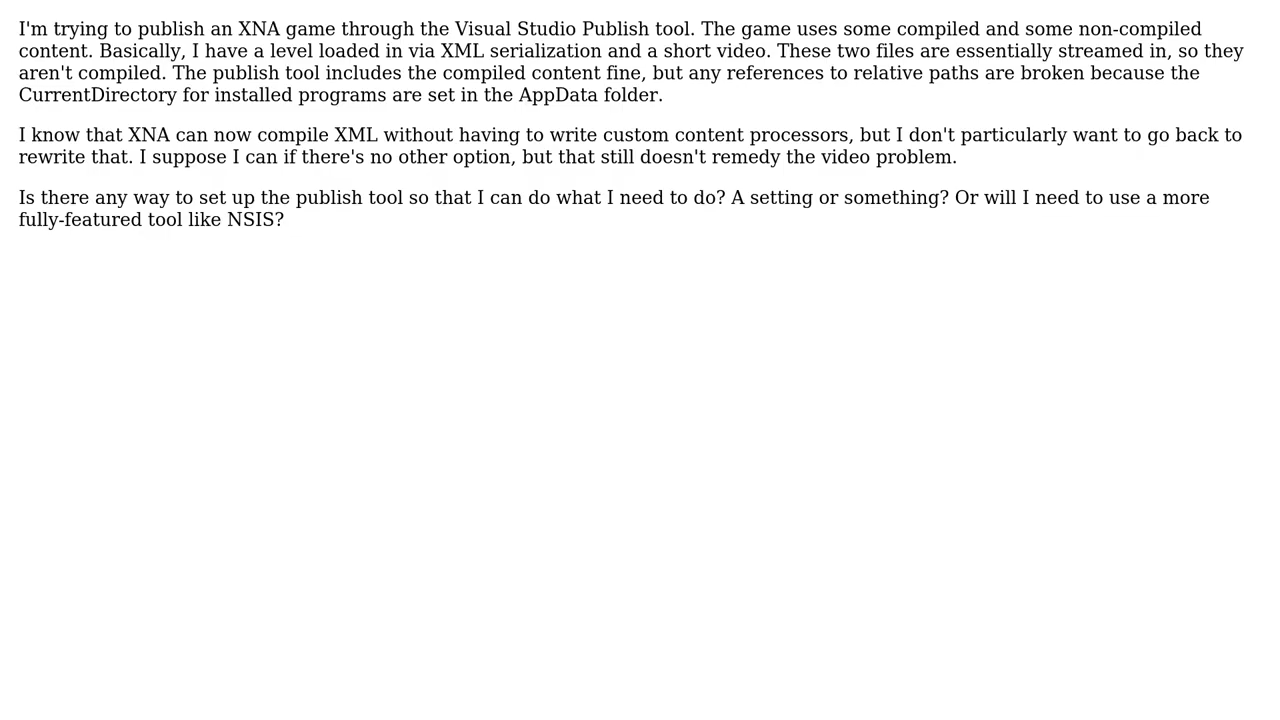 I'm trying to publish an XNA game through the Visual Studio Publish tool. The game uses some compiled and some non-compiled
content. Basically, I have a level loaded in via XML serialization and a short video. These two files are essentially streamed in, so they
aren't compiled. The publish tool includes the compiled content fine, but any references to relative paths are broken because the
CurrentDirectory for installed programs are set in the AppData folder.
I know that XNA can now compile XML without having to write custom content processors, but I don't particularly want to go back to
rewrite that. I suppose I can if there's no other option, but that still doesn't remedy the video problem.
Is there any way to set up the publish tool so that I can do what I need to do? A setting or something? Or will I need to use a more
fully-featured tool like NSIS?